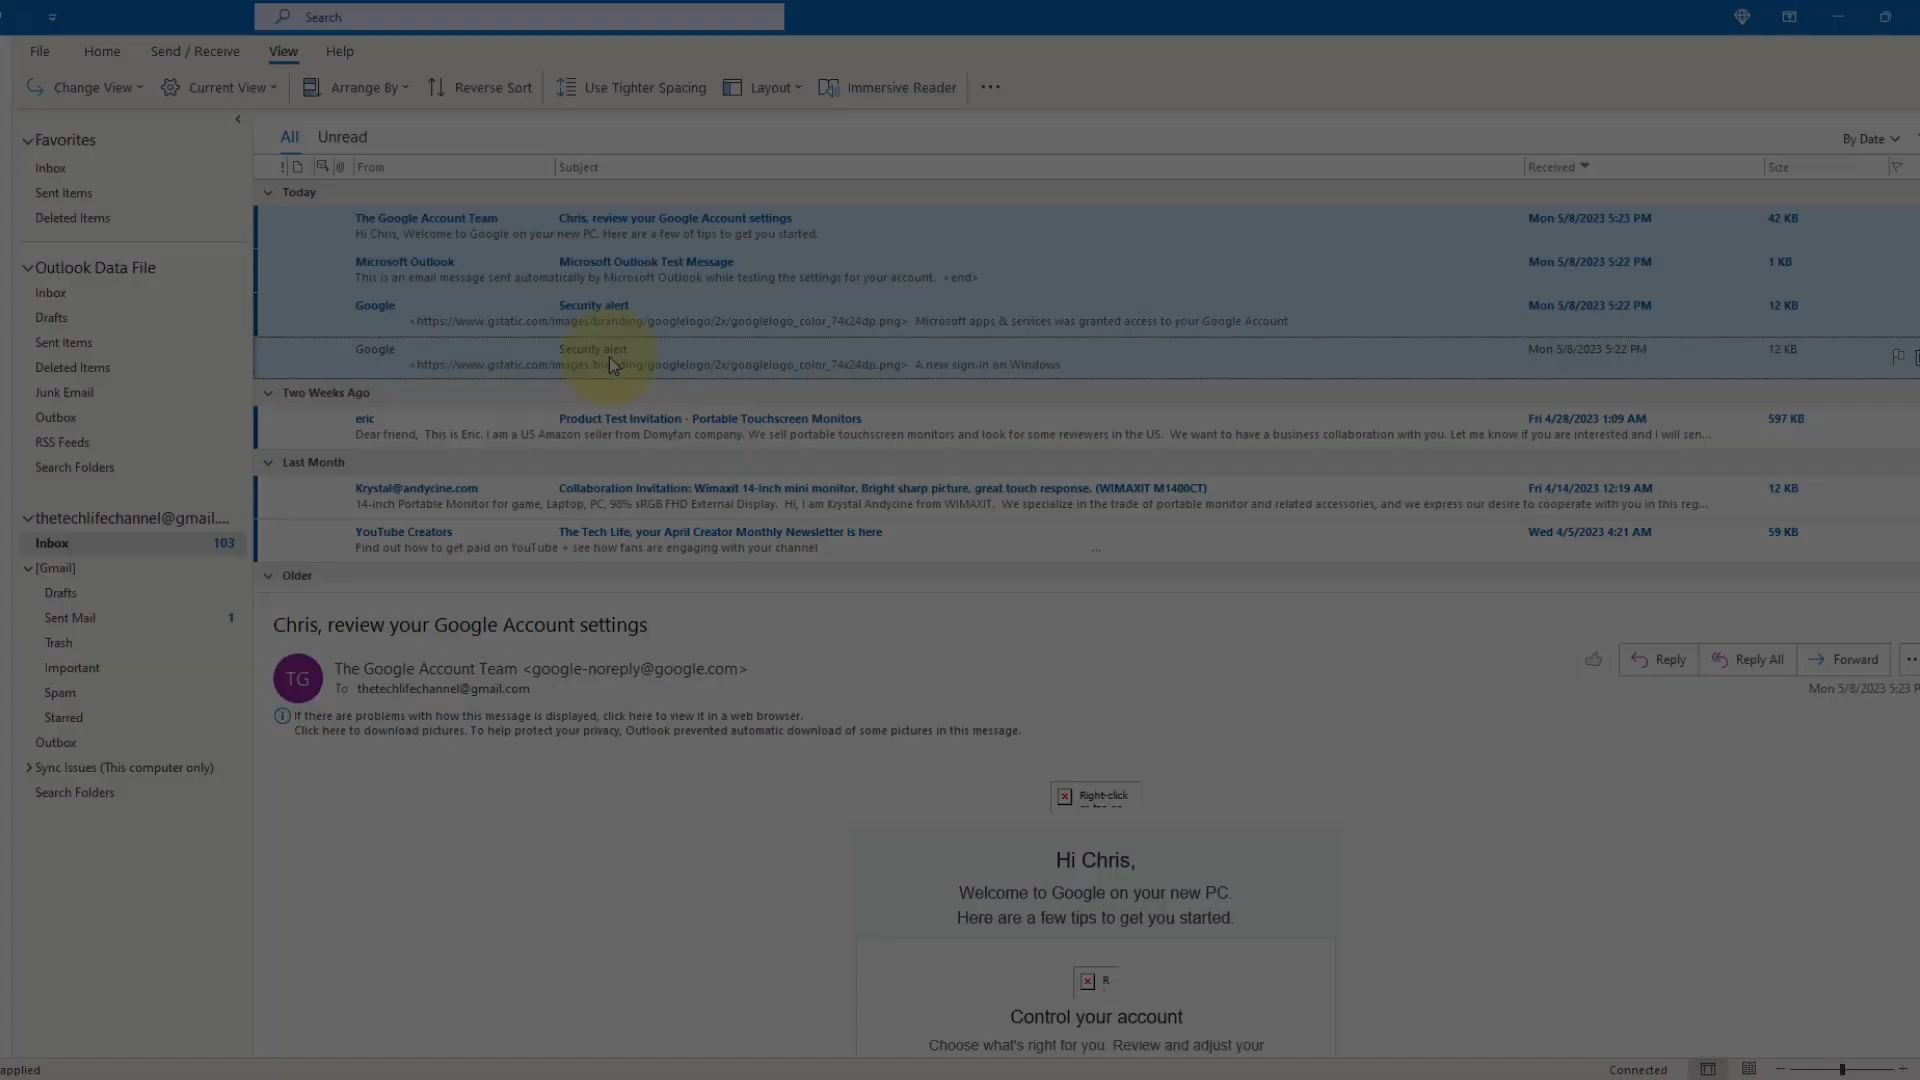 Search
File Home Send / Receive View Help
Change View Current View Arrange By Reverse Sort Use Tighter Spacing Layout Immersive Reader ...
Favorites
Inbox
Sent Items
Deleted Items
Outlook Data File
Inbox
Drafts
Sent Items
Deleted Items
Junk Email
Outbox
RSS Feeds
Search Folders
thetechlifechannel@gmail....
Inbox 103
[Gmail]
Drafts
Sent Mail 1
Trash
Important
Spam
Starred
Outbox
Sync Issues (This computer only)
Search Folders
All Unread By Date
From Subject Received Size
Today
The Google Account Team Chris, review your Google Account settings Mon 5/8/2023 5:23 PM 42 KB
Hi Chris, Welcome to Google on your new PC. Here are a few of tips to get you started.
Microsoft Outlook Microsoft Outlook Test Message Mon 5/8/2023 5:22 PM 1 KB
This is an email message sent automatically by Microsoft Outlook while testing the settings for your account. <end>
Google Security alert Mon 5/8/2023 5:22 PM 12 KB
<https://www.gstatic.com/images/branding/googlelogo/2x/googlelogo_color_74x24dp.png> Microsoft apps & services was granted access to your Google Account
Google Security alert Mon 5/8/2023 5:22 PM 12 KB
<https://www.gstatic.com/images/branding/googlelogo/2x/googlelogo_color_74x24dp.png> A new sign-in on Windows
Two Weeks Ago
eric Product Test Invitation - Portable Touchscreen Monitors Fri 4/28/2023 1:09 AM 597 KB
Dear friend, This is Eric. I am a US Amazon seller from Domyfan company. We sell portable touchscreen monitors and look for some reviewers in the US. We want to have a business collaboration with you. Let me know if you are interested and I will sen...
Last Month
Krystal@andycine.com Collaboration Invitation: Wimaxit 14-inch mini monitor, Bright sharp picture, great touch response. (WIMAXIT M1400CT) Fri 4/14/2023 12:19 AM 12 KB
14-inch Portable Monitor for game, Laptop, PC, 98% sRGB FHD External Display. Hi, I am Krystal Andycine from WIMAXIT. We specialize in the trade of portable monitor and related accessories, and we express our desire to cooperate with you in this reg...
YouTube Creators The Tech Life, your April Creator Monthly Newsletter is here Wed 4/5/2023 4:21 AM 59 KB
Find out how to get paid on YouTube + see how fans are engaging with your channel ...
Older
Chris, review your Google Account settings
TG
The Google Account Team <google-noreply@google.com>
To thetechlifechannel@gmail.com
Reply Reply All Forward
Mon 5/8/2023 5:23 P
If there are problems with how this message is displayed, click here to view it in a web browser.
Click here to download pictures. To help protect your privacy, Outlook prevented automatic download of some pictures in this message.
Right-click
Hi Chris,
Welcome to Google on your new PC.
Here are a few tips to get you started.
R
Control your account
Choose what's right for you. Review and adjust your
applied Connected